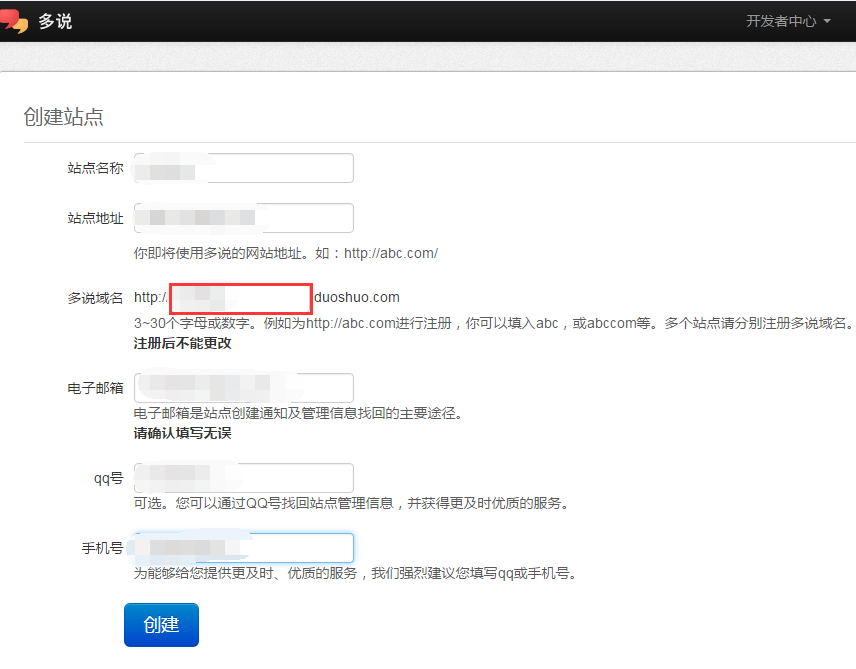 多说
开发者中心
创建站点
站点名称
站点地址
你即将使用多说的网站地址。如：http://abc.com/
多说域名 http:/ duoshuo.com
3~30个字母或数字。例如为http://abc.com进行注册，你可以填入abc，或abccom等。多个站点请分别注册多说域名。
注册后不能更改
电子邮箱
电子邮箱是站点创建通知及管理信息找回的主要途径。
请确认填写无误
qq号
可选。您可以通过QQ号找回站点管理信息，并获得更及时优质的服务。
手机号
为能够给您提供更及时、优质的服务，我们强烈建议您填写qq或手机号。
创建